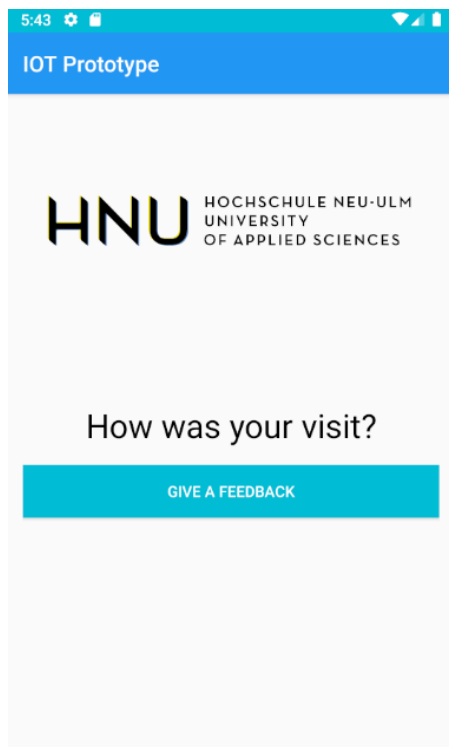 5:43
IOT Prototype
HNU
HOCHSCHULE NEU-ULM
UNIVERSITY
OF APPLIED SCIENCES
How was your visit?
GIVE A FEEDBACK